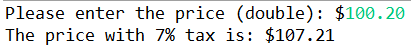 Please enter the price (double): $100.20
The price with 7% tax is: $107.21